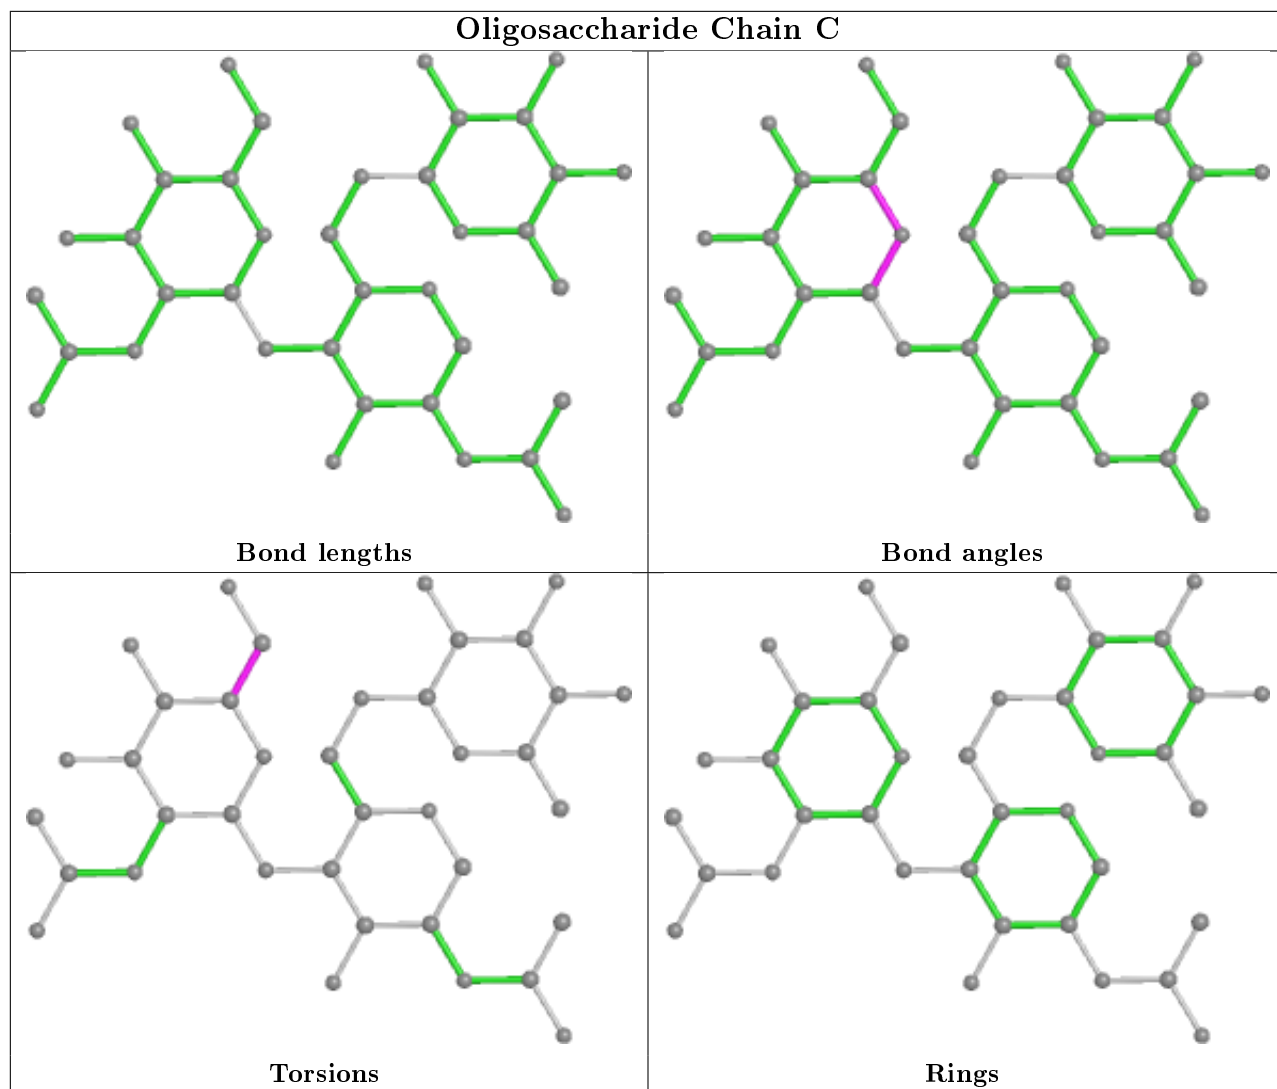 Oligosaccharide Chain C
Bond lengths
Bond angles
Torsions
Rings